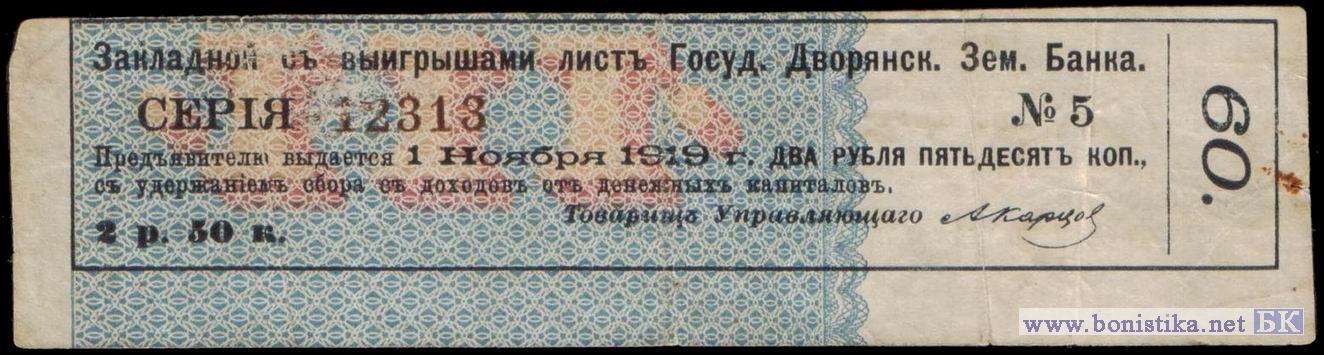 Закладной съ выигрышами листъ Госуд. Дворянск. Зем. Банка.
СЕРІЯ 12313 № 5
Предъявителю выдается 1 Ноября 1919 г. ДВА РУБЛЯ ПЯТЬДЕСЯТЪ КОП.,
съ удержаніемъ сбора съ доходовъ отъ денежныхъ капиталовъ.
Товарищъ Управляющаго АКарцов
2 р. 50 к.
60.
www.bonistika.net БК